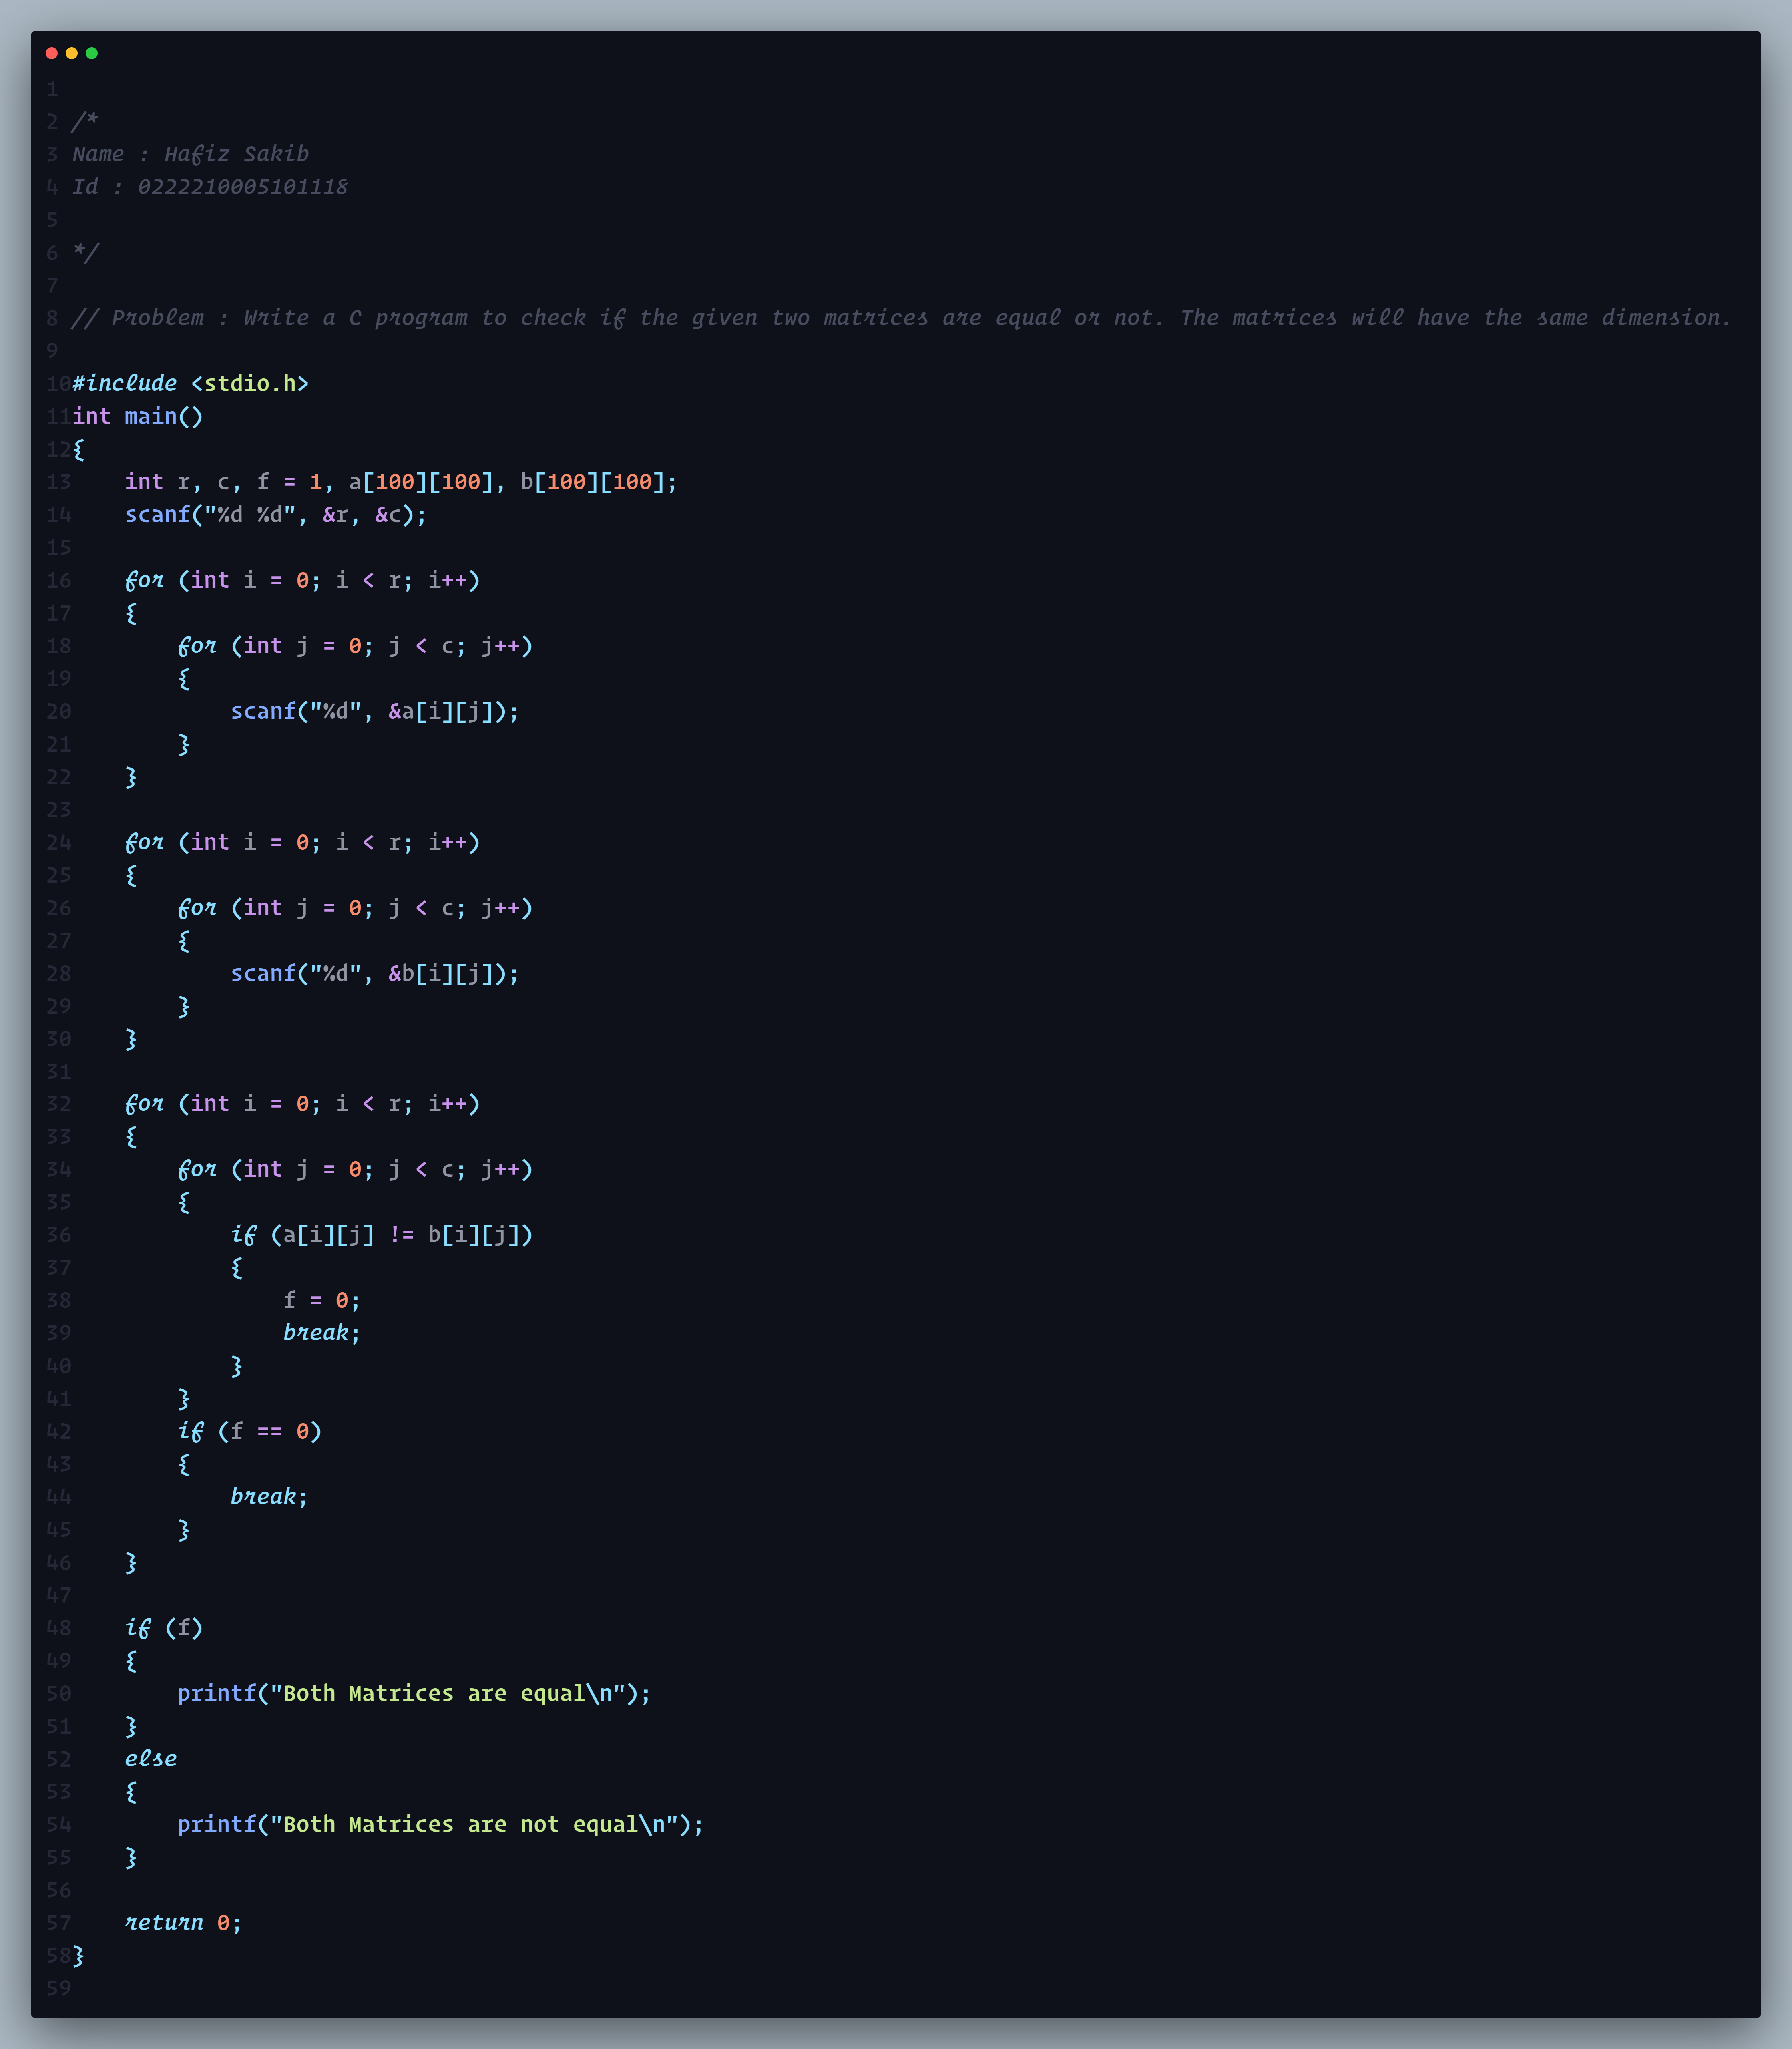 1
2 /*
3 Name : Hafiz Sakib
4 Id : 0222210005101118
5
6 */
7
8 // Problem : Write a C program to check if the given two matrices are equal or not. The matrices will have the same dimension.
9
10 #include <stdio.h>
11 int main()
12 {
13     int r, c, f = 1, a[100][100], b[100][100];
14     scanf("%d %d", &r, &c);
15
16     for (int i = 0; i < r; i++)
17     {
18         for (int j = 0; j < c; j++)
19         {
20             scanf("%d", &a[i][j]);
21         }
22     }
23
24     for (int i = 0; i < r; i++)
25     {
26         for (int j = 0; j < c; j++)
27         {
28             scanf("%d", &b[i][j]);
29         }
30     }
31
32     for (int i = 0; i < r; i++)
33     {
34         for (int j = 0; j < c; j++)
35         {
36             if (a[i][j] != b[i][j])
37             {
38                 f = 0;
39                 break;
40             }
41         }
42         if (f == 0)
43         {
44             break;
45         }
46     }
47
48     if (f)
49     {
50         printf("Both Matrices are equal\n");
51     }
52     else
53     {
54         printf("Both Matrices are not equal\n");
55     }
56
57     return 0;
58 }
59